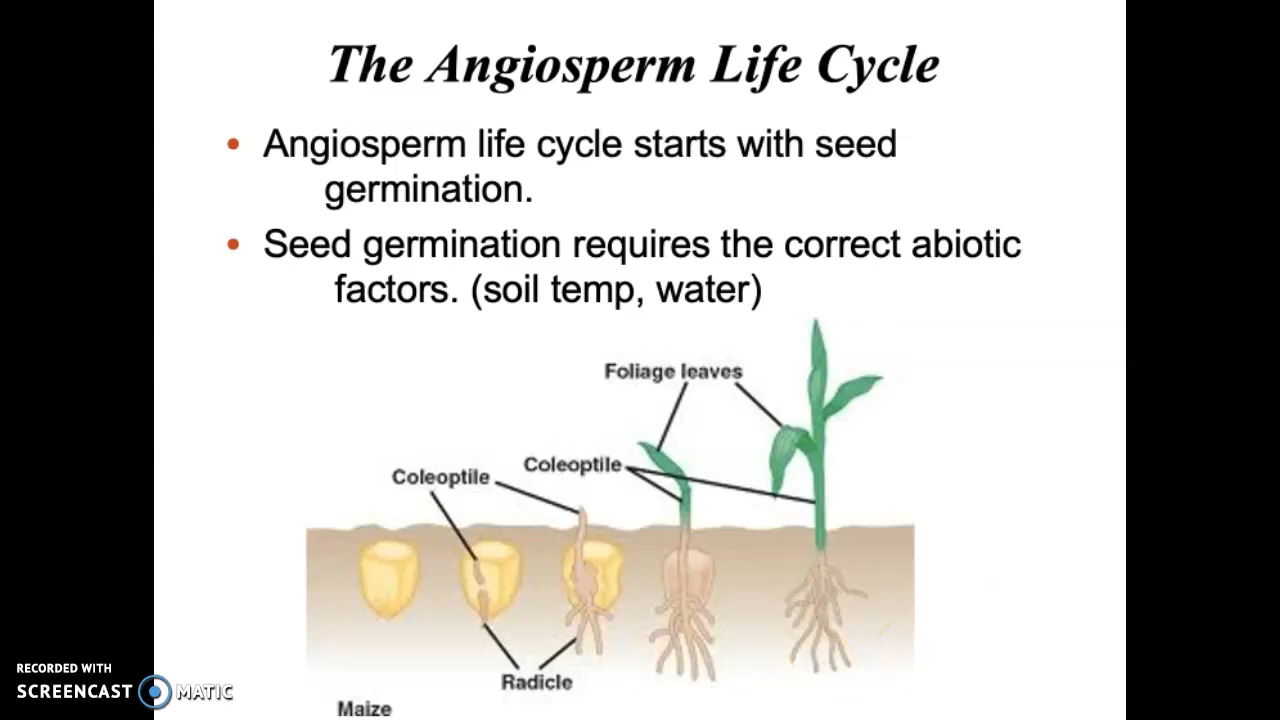 The Angiosperm Life Cycle
• Angiosperm life cycle starts with seed
germination.
• Seed germination requires the correct abiotic
factors. (soil temp, water)
Foliage leaves
Coleoptile
Coleoptile
Radicle
Maize
RECORDED WITH
SCREENCAST MATIC